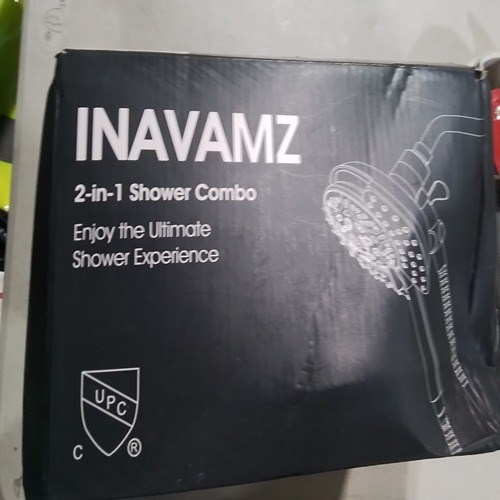 INAVAMZ
2-in-1 Shower Combo
Enjoy the Ultimate
Shower Experience
UPC
C ®